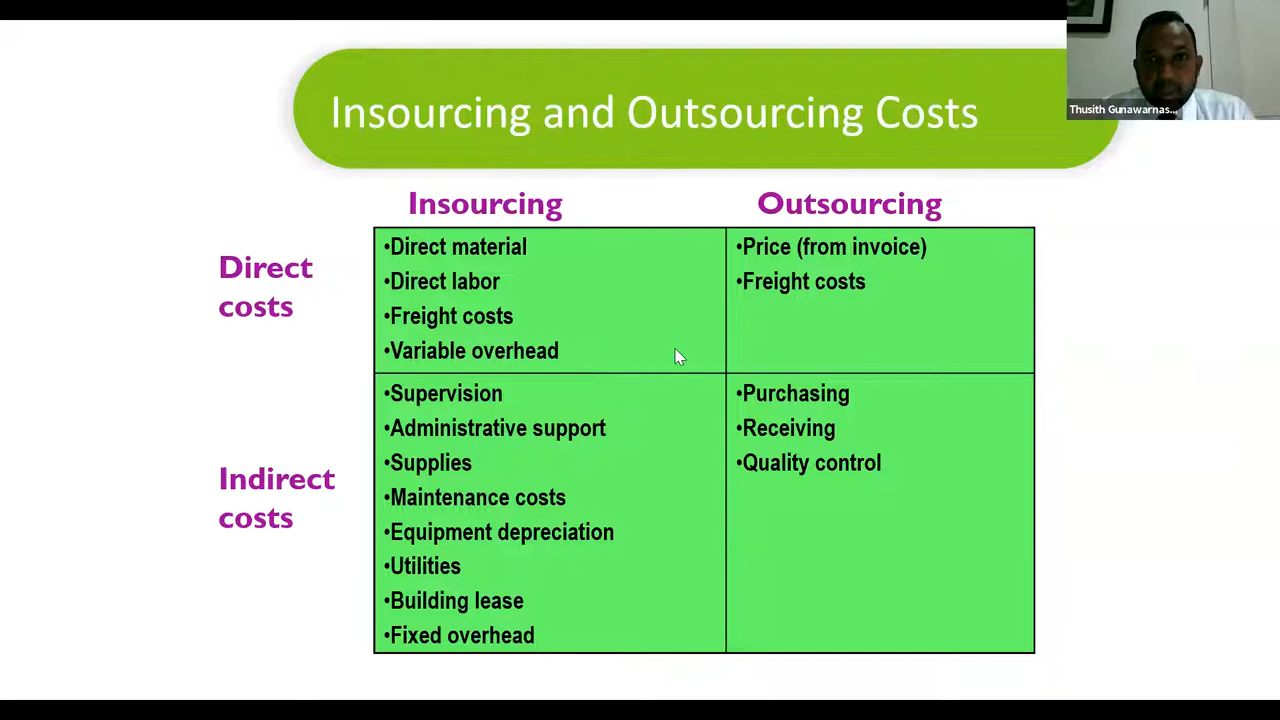 Insourcing and Outsourcing Costs
Thusith Gunawarnas...
Insourcing
Outsourcing
Direct
costs
•Direct material
•Direct labor
•Freight costs
•Variable overhead
•Price (from invoice)
•Freight costs
Indirect
costs
•Supervision
•Administrative support
•Supplies
•Maintenance costs
•Equipment depreciation
•Utilities
•Building lease
•Fixed overhead
•Purchasing
•Receiving
•Quality control